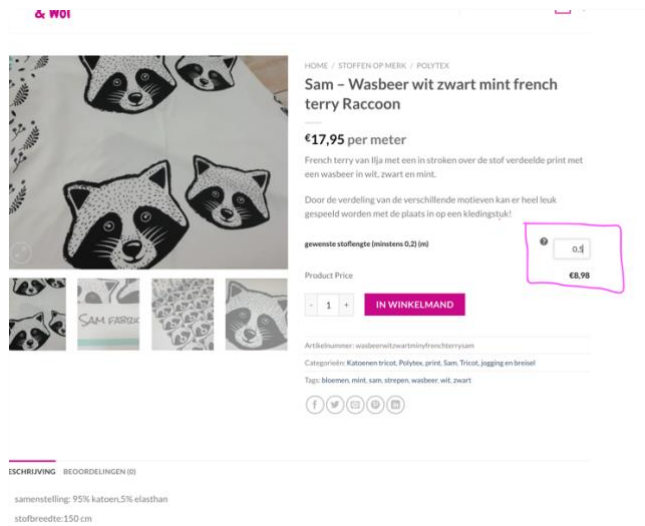 & Wol
HOME / STOFFEN OP MERK / POLYTEX
Sam – Wasbeer wit zwart mint french
terry Raccoon
€17,95 per meter
French terry van Ilja met een in stroken over de stof verdeelde print met
een wasbeer in wit, zwart en mint.
Door de verdeling van de verschillende motieven kan er heel leuk
gespeeld worden met de plaats in op een kledingstuk!
gewenste stoflengte (minstens 0,2) (m)
? 0,5
Product Price €8,98
- 1 + IN WINKELMAND
SAM FABRIC
Artikelnummer: wasbeerwitzwartminyfrenchterrysam
Categorieën: Katoenen tricot, Polytex, print, Sam, Tricot, jogging en breisel
Tags: bloemen, mint, sam, strepen, wasbeer, wit, zwart
ESCHRIJVING BEOORDELINGEN (0)
samenstelling: 95% katoen,5% elasthan
stofbreedte:150 cm